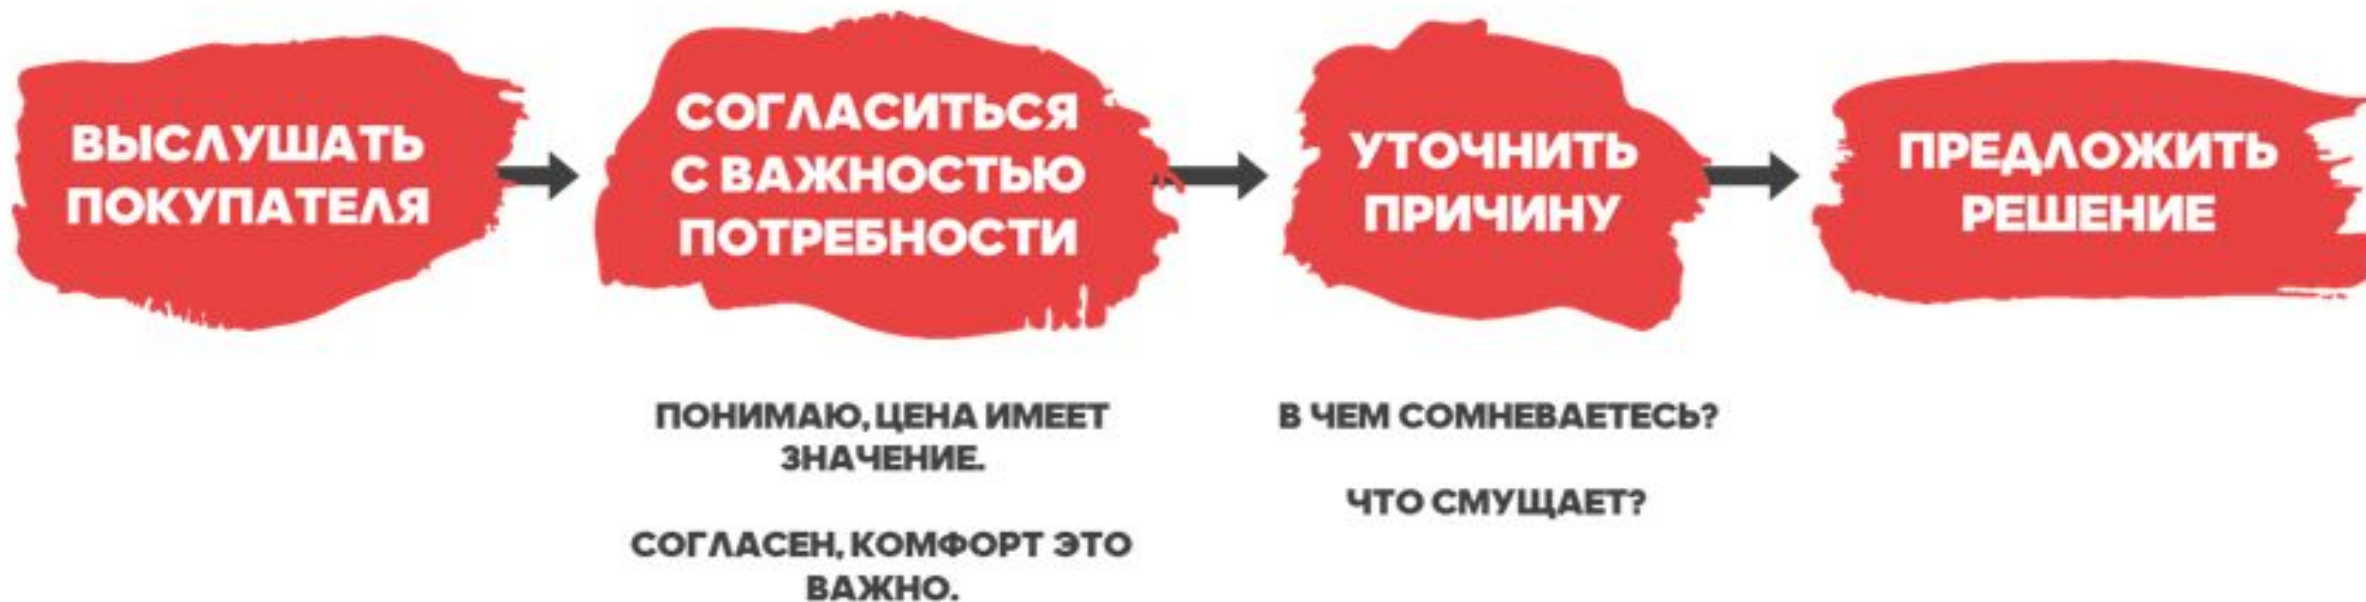 ВЫСЛУШАТЬ
ПОКУПАТЕЛЯ
СОГЛАСИТЬСЯ
С ВАЖНОСТЬЮ
ПОТРЕБНОСТИ
УТОЧНИТЬ
ПРИЧИНУ
ПРЕДЛОЖИТЬ
РЕШЕНИЕ
ПОНИМАЮ, ЦЕНА ИМЕЕТ
ЗНАЧЕНИЕ.
СОГЛАСЕН, КОМФОРТ ЭТО
ВАЖНО.
В ЧЕМ СОМНЕВАЕТЕСЬ?
ЧТО СМУЩАЕТ?